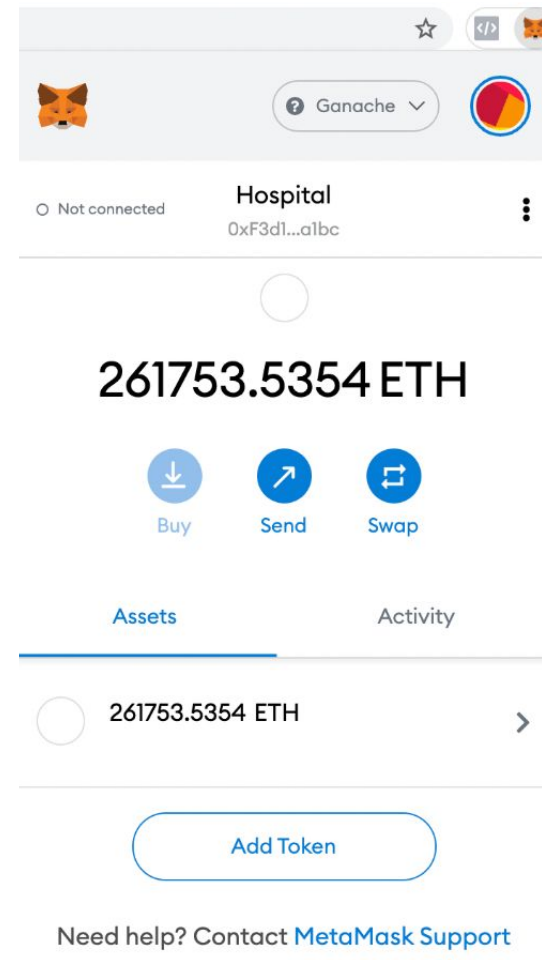 </>
? Ganache
Not connected
Hospital
0xF3d1...a1bc
261753.5354 ETH
Buy Send Swap
Assets Activity
261753.5354 ETH
Add Token
Need help? Contact MetaMask Support